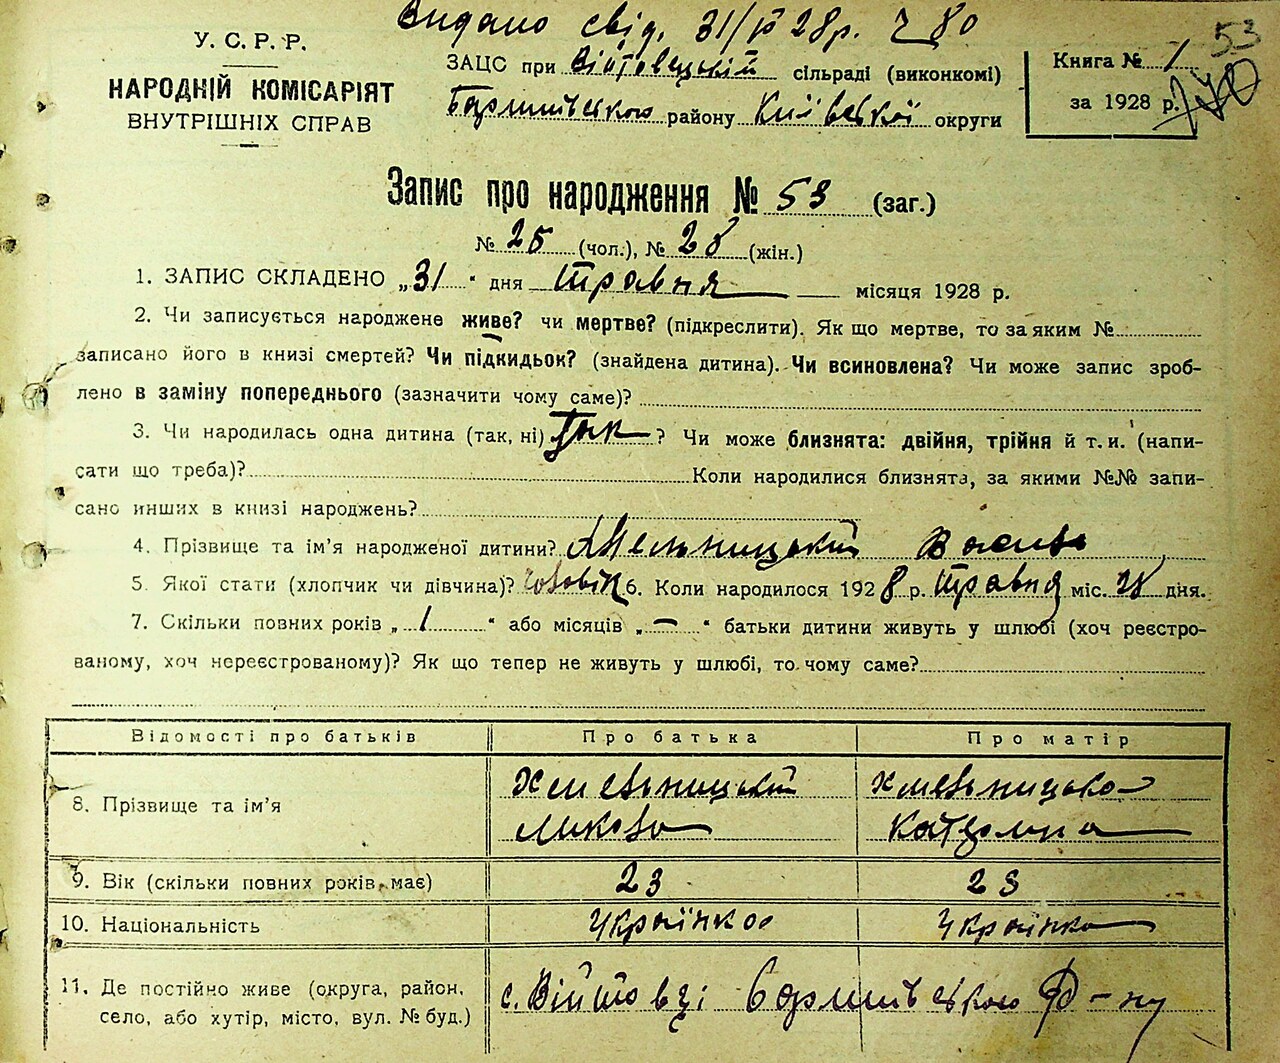 Видано свід. 31/V 28р. Ч 80
53
У. С. Р. Р.
НАРОДНІЙ КОМІСАРІЯТ
ВНУТРІШНІХ СПРАВ
ЗАЦС при Війтовецькій сільраді (виконкомі)
Баришівського району Київської округи
Книга № 1
за 1928 р.
Запис про народження № 53 (заг.)
№ 25 (чол.), № 28 (жін.)
1. ЗАПИС СКЛАДЕНО „31“ дня Травня місяця 1928 р.
2. Чи записується народжене живе? чи мертве? (підкреслити). Як що мертве, то за яким №
записано його в книзі смертей? Чи підкидьок? (знайдена дитина). Чи всиновлена? Чи може запис зроб-
лено в заміну попереднього (зазначити чому саме)?
3. Чи народилась одна дитина (так, ні) Так ? Чи може близнята: двійня, трійня й т. и. (напи-
сати що треба)? Коли народилися близнята, за якими №№ запи-
сано инших в книзі народжень?
4. Прізвище та ім'я народженої дитини? Хмельницький Василь
5. Якої стати (хлопчик чи дівчина)? чоловік 6. Коли народилося 1928 р. Травня міс. 28 дня.
7. Скільки повних років „1“ або місяців „—“ батьки дитини живуть у шлюбі (хоч реєстро-
ваному, хоч нереєстрованому)? Як що тепер не живуть у шлюбі, то чому саме?
Відомості про батьків Про батька Про матір
8. Прізвище та ім'я Хмельницький Микола Хмельницька Катерина
9. Вік (скільки повних років має) 23 23
10. Національність Українсько Українка
11. Де постійно живе (округа, район,
село, або хутір, місто, вул. № буд.) с. Війтовці Баришівського Р-ну